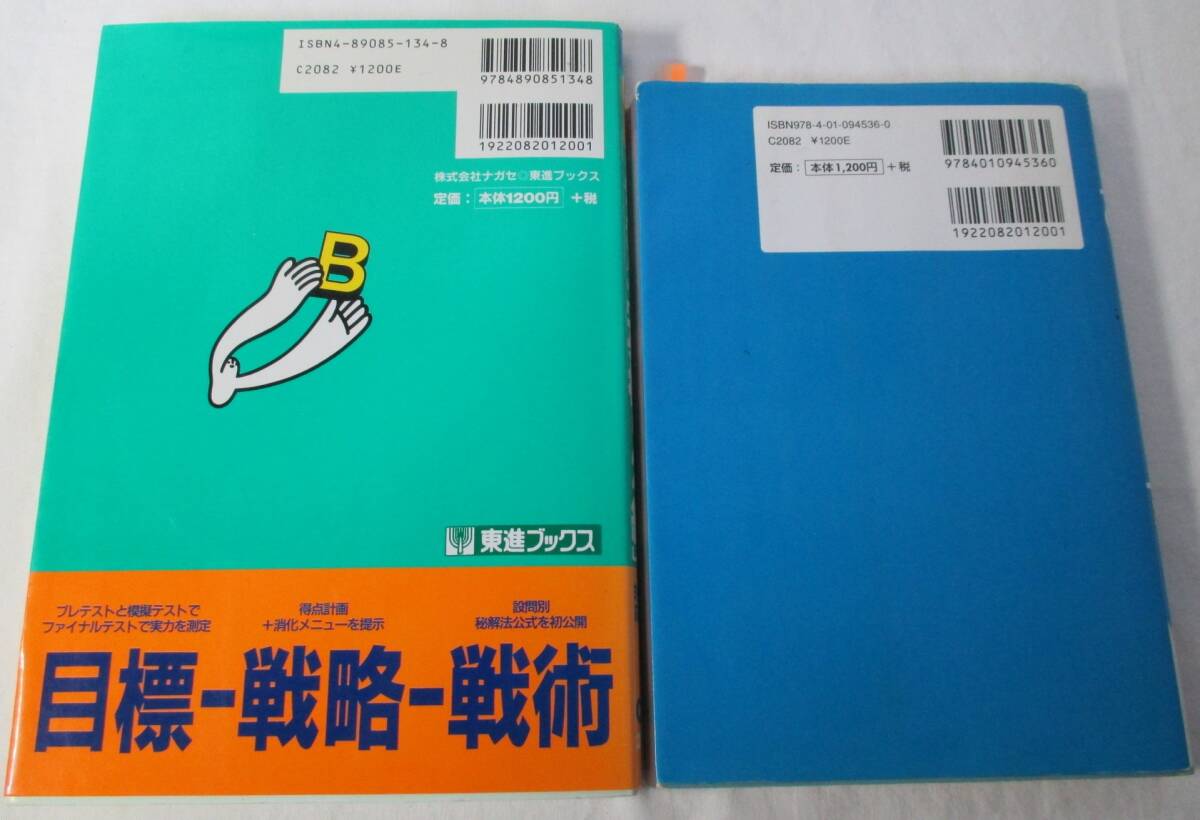 ISBN4-89085-134-8
C2082 ¥1200E
9784890851348
1922082012001
株式会社ナガセ◎東進ブックス
定価： 本体1200円 +税
B
東進ブックス
プレテストと模擬テストで
ファイナルテストで実力を測定
得点計画
+消化メニューを提示
設問別
秘解法公式を初公開
目標-戦略-戦術
ISBN978-4-01-094536-0
C2082 ¥1200E
定価： 本体1,200円 +税
9784010945360
1922082012001